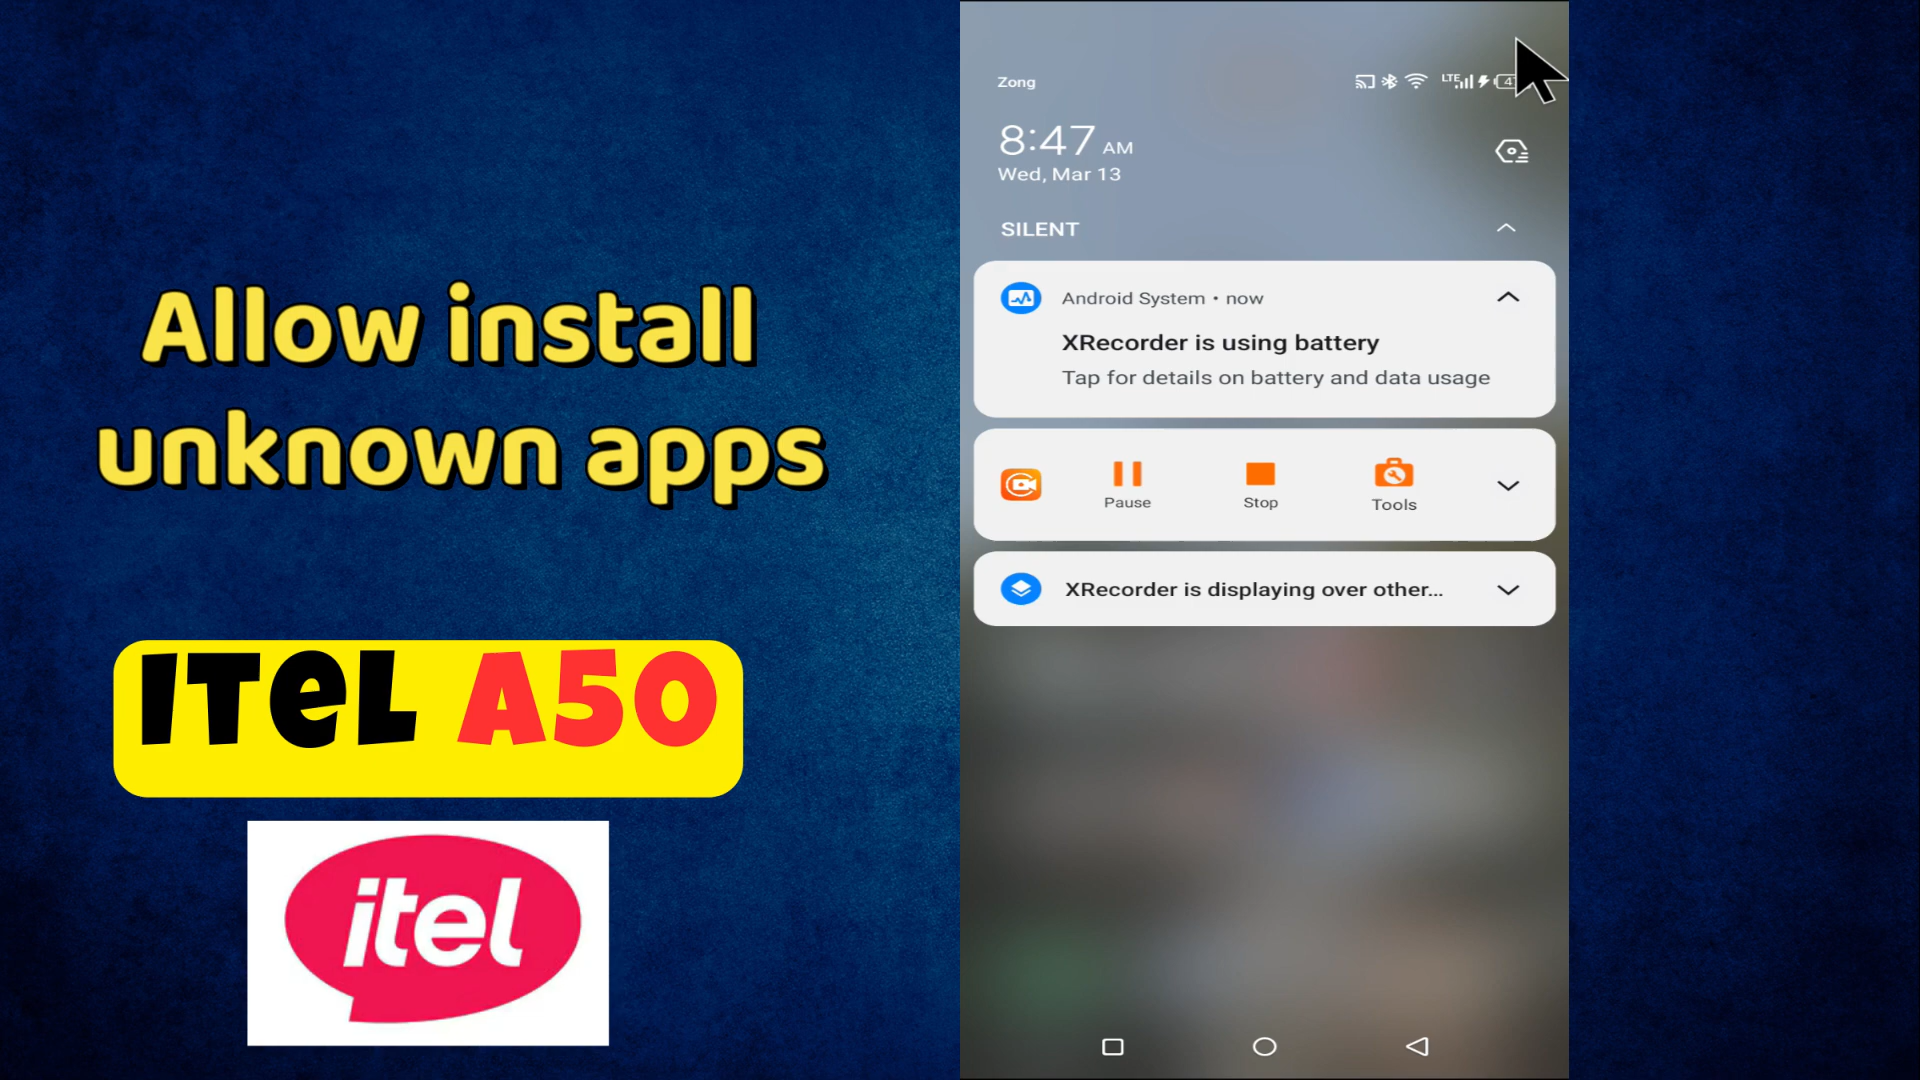 Allow install
unknown apps
ITeL A50
itel
Zong
LTE
8:47 AM
Wed, Mar 13
SILENT
Android System • now
XRecorder is using battery
Tap for details on battery and data usage
Pause
Stop
Tools
XRecorder is displaying over other...